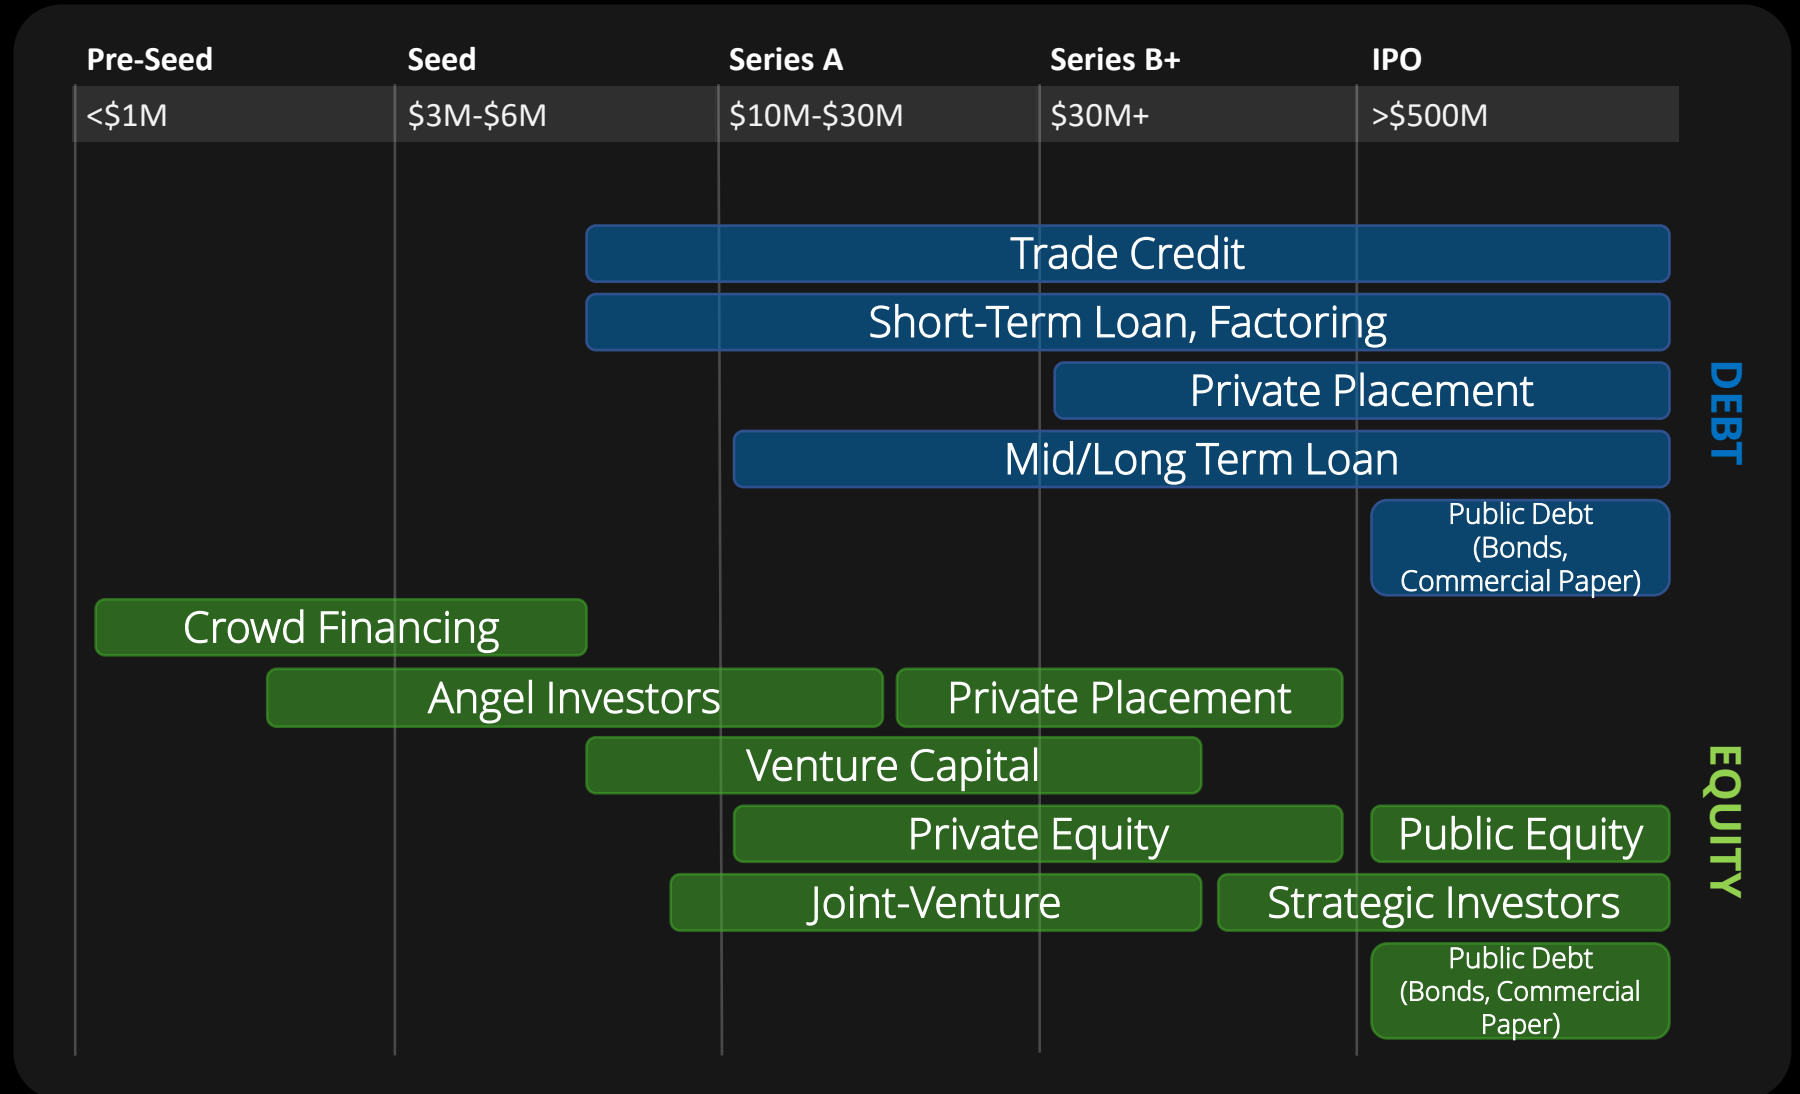 Pre-Seed
Seed
Series A
Series B+
IPO
<$1M
$3M-$6M
$10M-$30M
$30M+
>$500M
Trade Credit
Short-Term Loan, Factoring
Private Placement
Mid/Long Term Loan
Public Debt
(Bonds,
Commercial Paper)
DEBT
Crowd Financing
Angel Investors
Private Placement
Venture Capital
Private Equity
Public Equity
Joint-Venture
Strategic Investors
Public Debt
(Bonds, Commercial
Paper)
EQUITY